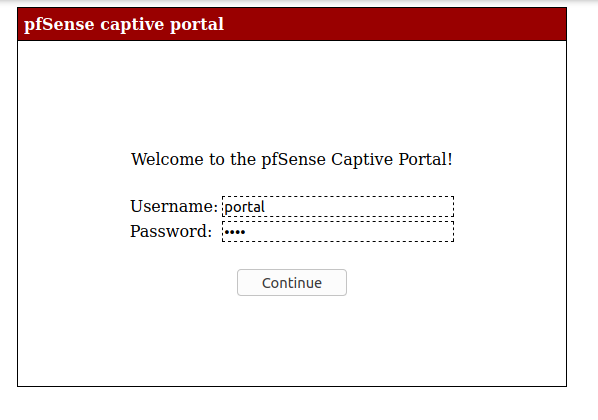 pfSense captive portal
Welcome to the pfSense Captive Portal!
Username: portal
Password: ••••
Continue